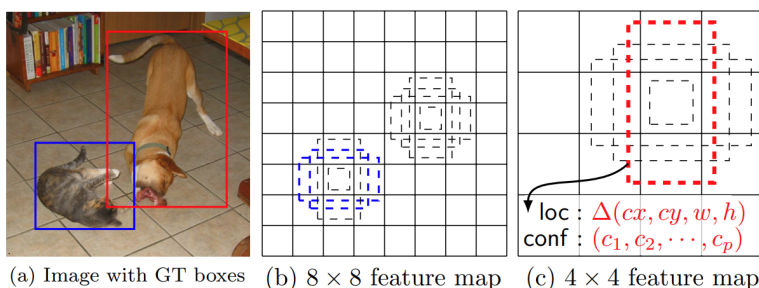 loc : Δ(cx, cy, w, h)
conf : (c₁, c₂, ⋯, cₚ)
(a) Image with GT boxes (b) 8 × 8 feature map (c) 4 × 4 feature map